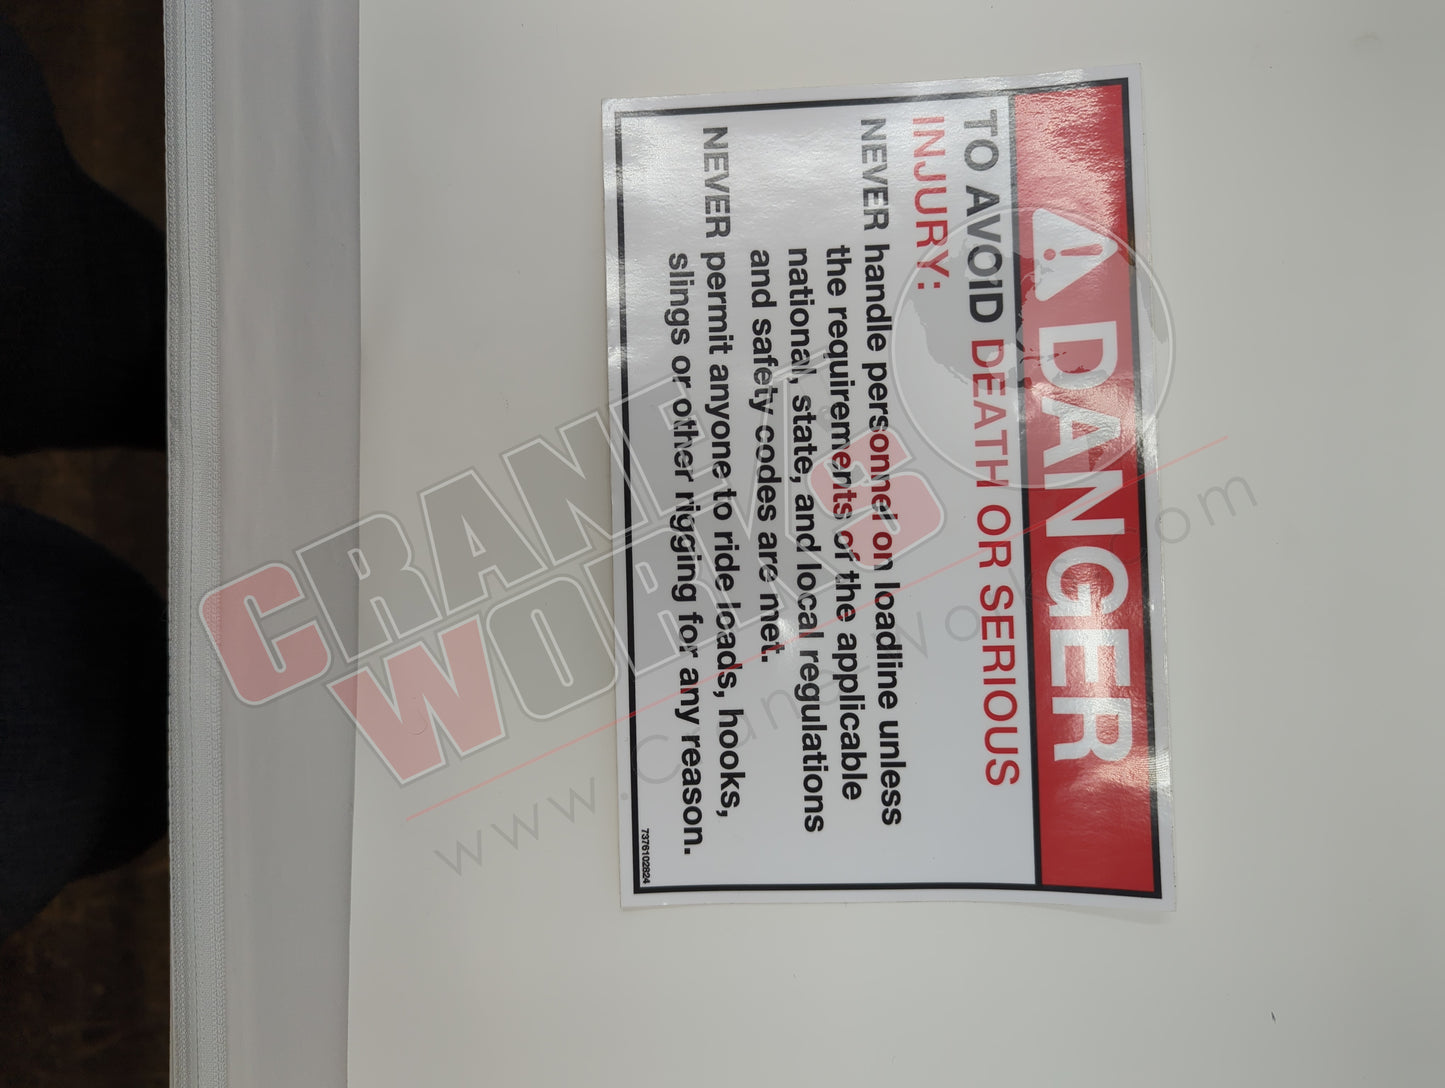 DANGER
TO AVOID DEATH OR SERIOUS
INJURY:
NEVER handle personnel on loadline unless
the requirements of the applicable
national, state, and local regulations
and safety codes are met.
NEVER permit anyone to ride loads, hooks,
slings or other rigging for any reason.
7376102824
CRANE
WORKS
www.CraneWorks.com